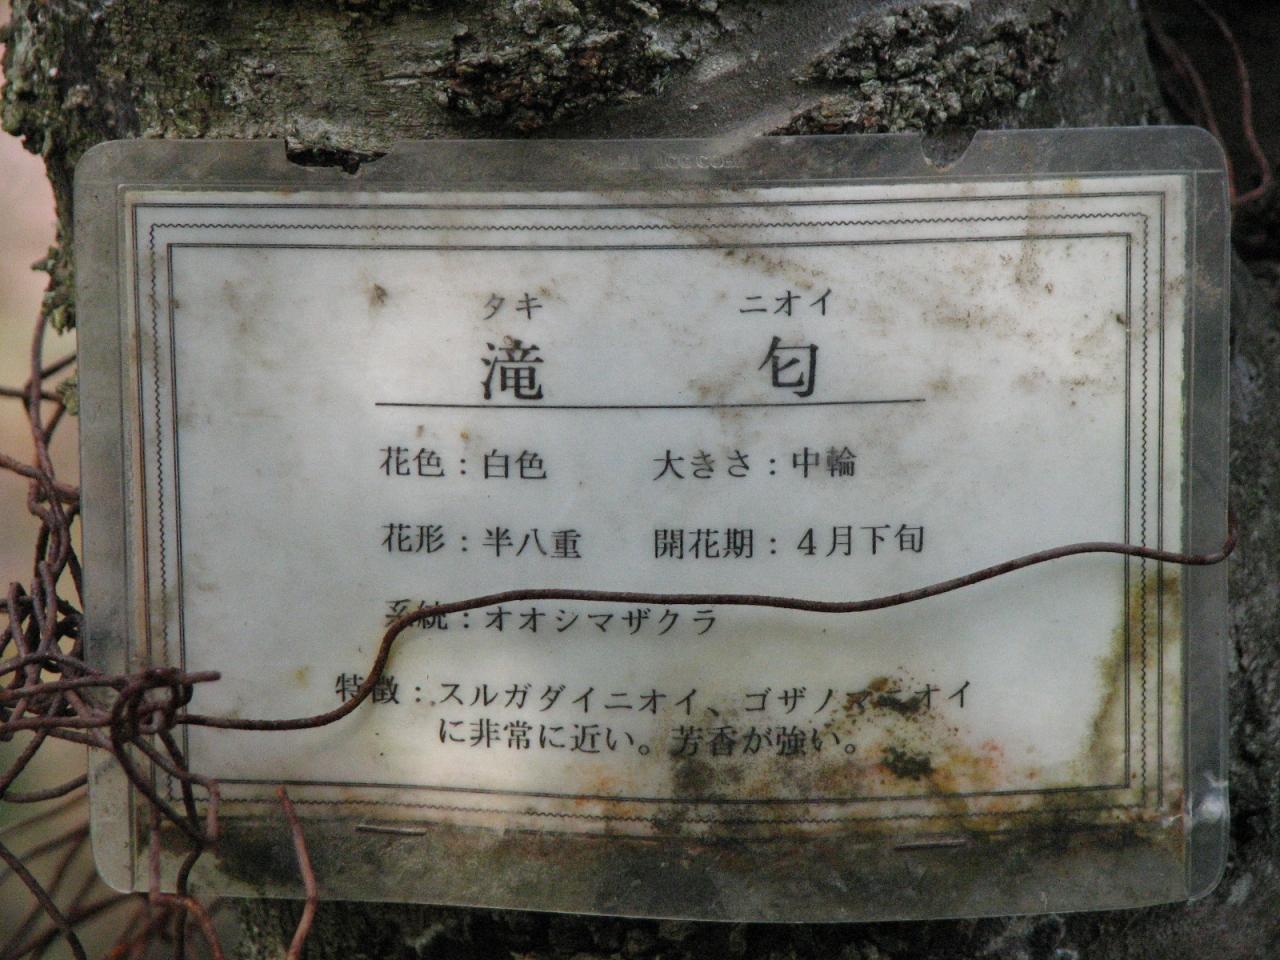 タキ ニオイ
滝 匂
花色：白色 大きさ：中輪
花形：半八重 開花期：４月下旬
系統：オオシマザクラ
特徴：スルガダイニオイ、ゴザノマニオイ
に非常に近い。芳香が強い。